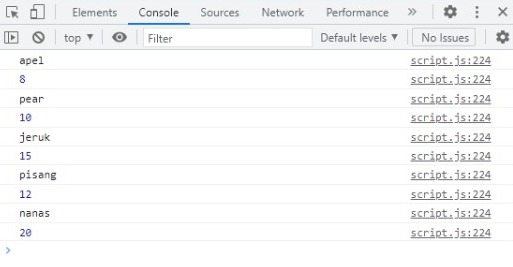 Elements Console Sources Network Performance »
top ▼ Filter Default levels ▼ No Issues
apel script.js:224
8 script.js:224
pear script.js:224
10 script.js:224
jeruk script.js:224
15 script.js:224
pisang script.js:224
12 script.js:224
nanas script.js:224
20 script.js:224
>